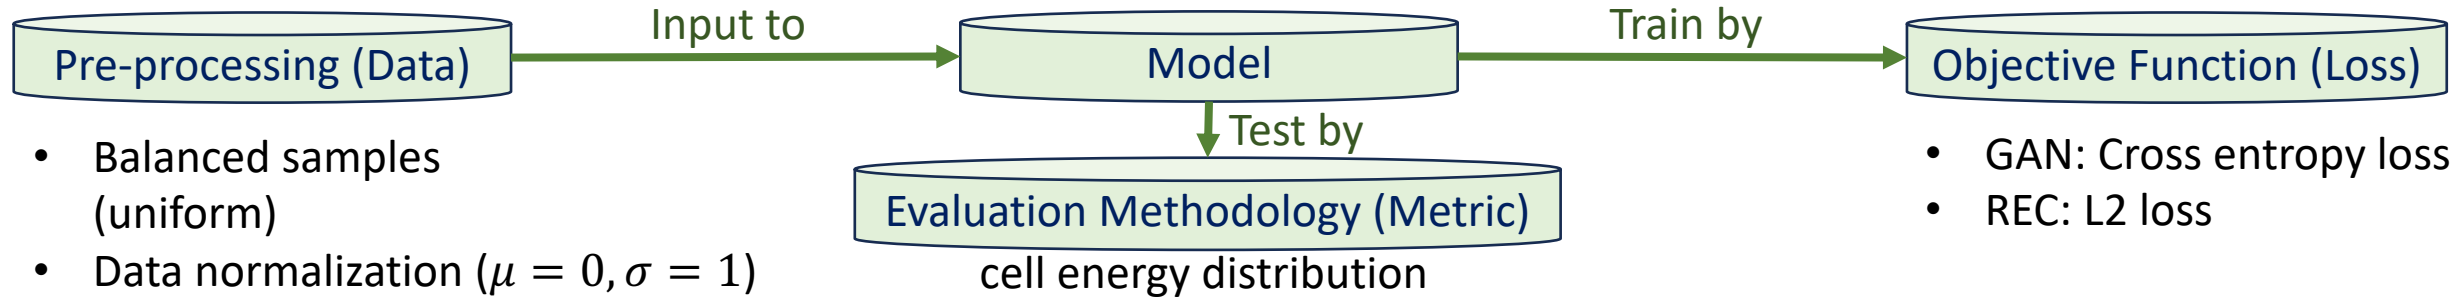 Pre-processing (Data)
Input to
Model
Train by
Objective Function (Loss)
Test by
Evaluation Methodology (Metric)
cell energy distribution
• Balanced samples
(uniform)
• Data normalization (𝜇 = 0, 𝜎 = 1)
• GAN: Cross entropy loss
• REC: L2 loss